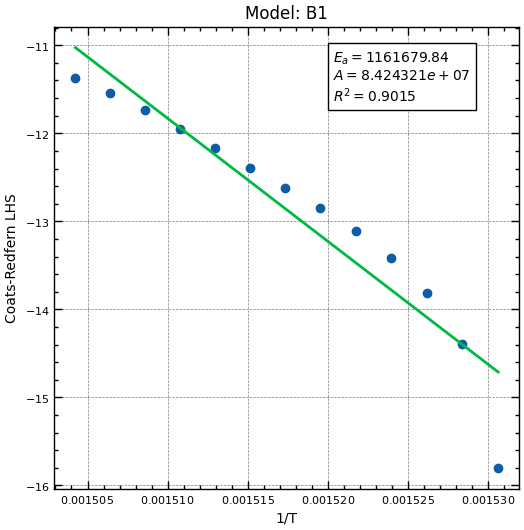 Model: B1
−11
−12
−13
−14
−15
−16
Coats-Redfern LHS
E_a = 1161679.84
A = 8.424321e + 07
R² = 0.9015
0.001505 0.001510 0.001515 0.001520 0.001525 0.001530
1/T